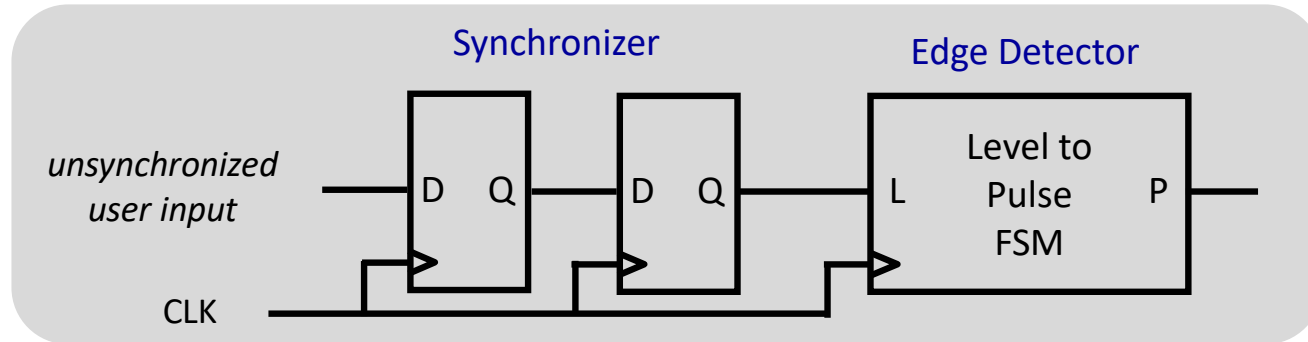 Synchronizer
Edge Detector
unsynchronized
user input
D Q
D Q
L
Level to
Pulse
FSM
P
CLK